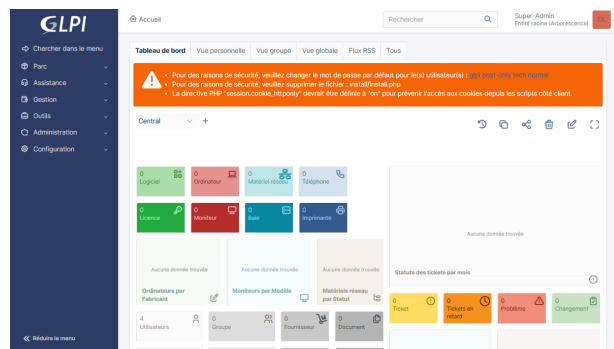 GLPI
Chercher dans le menu
Parc
Assistance
Gestion
Outils
Administration
Configuration
Réduire le menu
Accueil
Rechercher
Super-Admin
Entité racine (Arborescence)
Tableau de bord
Vue personnelle
Vue groupe
Vue globale
Flux RSS
Tous
Pour des raisons de sécurité, veuillez changer le mot de passe par défaut pour le(s) utilisateur(s) : glpi post-only tech normal
Pour des raisons de sécurité, veuillez supprimer le fichier : install/install.php
La directive PHP "session.cookie_httponly" devrait être définie à "on" pour prévenir l'accès aux cookies depuis les scripts côté client.
Central
0
Logiciel
0
Ordinateur
0
Matériel réseau
0
Téléphone
0
Licence
0
Moniteur
0
Baie
0
Imprimante
Aucune donnée trouvée
Ordinateurs par
Fabricant
Aucune donnée trouvée
Moniteurs par Modèle
Aucune donnée trouvée
Matériels réseau
par Statut
4
Utilisateurs
0
Groupe
0
Fournisseur
0
Document
Aucune donnée trouvée
Statuts des tickets par mois
0
Ticket
0
Tickets en
retard
0
Problème
0
Changement